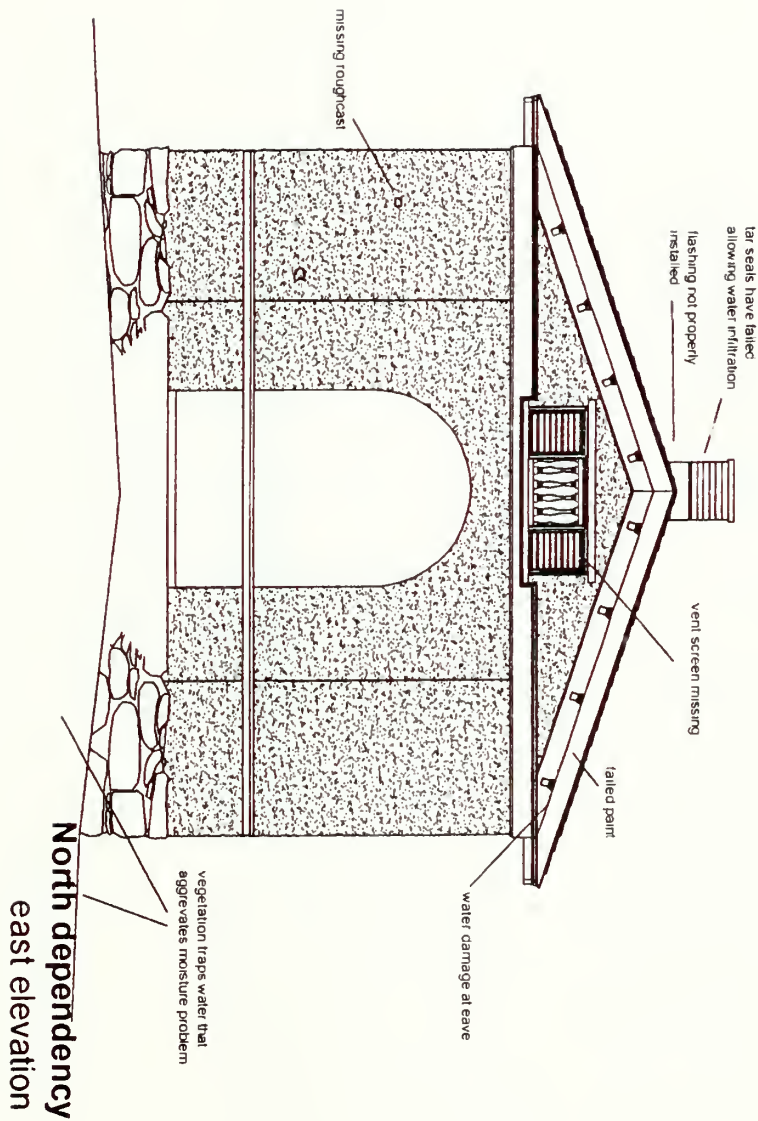 tar seals have failed
allowing water infiltration
flashing not properly
installed
missing roughcast
vent screen missing
failed paint
water damage at eave
vegetation traps water that
aggrevates moisture problem
North dependency
east elevation